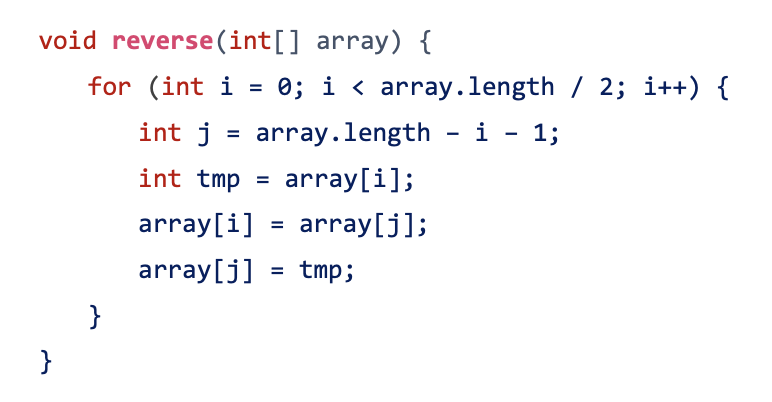 void reverse(int[] array) {
for (int i = 0; i < array.length / 2; i++) {
int j = array.length – i – 1;
int tmp = array[i];
array[i] = array[j];
array[j] = tmp;
}
}